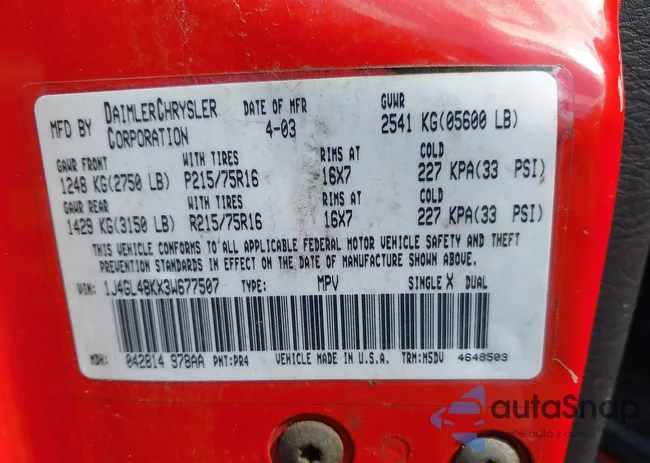 MFD BY DAIMLERCHRYSLER CORPORATION DATE OF MFR 4-03 GVWR 2541 KG(05600 LB)
GAWR FRONT WITH TIRES RIMS AT COLD
1248 KG(2750 LB) P215/75R16 16X7 227 KPA(33 PSI)
GAWR REAR WITH TIRES RIMS AT COLD
1429 KG(3150 LB) R215/75R16 16X7 227 KPA(33 PSI)
THIS VEHICLE CONFORMS TO ALL APPLICABLE FEDERAL MOTOR VEHICLE SAFETY AND THEFT
PREVENTION STANDARDS IN EFFECT ON THE DATE OF MANUFACTURE SHOWN ABOVE.
VIN: 1J4GL48KX3W677507 TYPE: MPV SINGLE X DUAL
MDH: 042814 978AA PNT:PR4 VEHICLE MADE IN U.S.A. TRM:M5DV 4648503
autaSnap